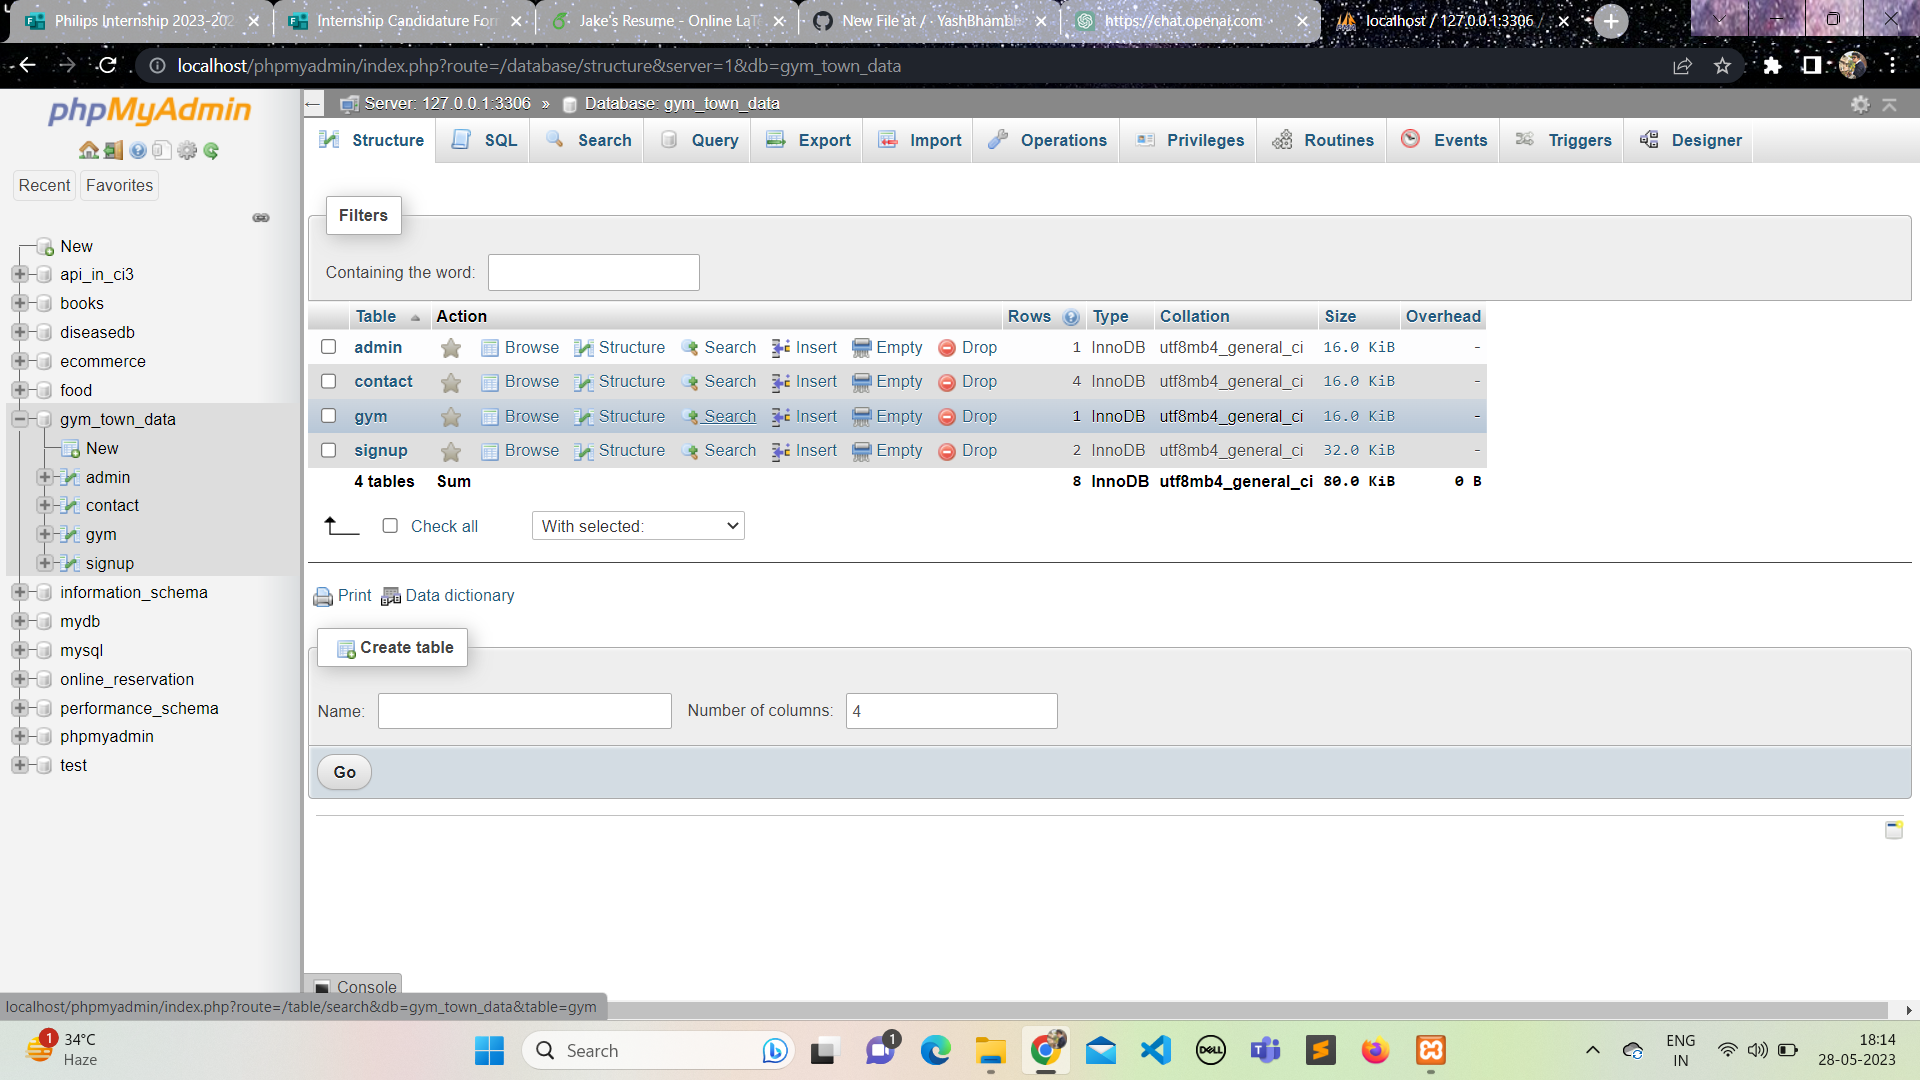 Philips Internship 2023-202
Internship Candidature For
Jake's Resume - Online LaT
New File at / · YashBhambh
https://chat.openai.com
localhost / 127.0.0.1:3306 /
localhost/phpmyadmin/index.php?route=/database/structure&server=1&db=gym_town_data
phpMyAdmin
Recent Favorites
New
api_in_ci3
books
diseasedb
ecommerce
food
gym_town_data
New
admin
contact
gym
signup
information_schema
mydb
mysql
online_reservation
performance_schema
phpmyadmin
test
Server: 127.0.0.1:3306 » Database: gym_town_data
Structure SQL Search Query Export Import Operations Privileges Routines Events Triggers Designer
Filters
Containing the word:
Table Action Rows Type Collation Size Overhead
admin Browse Structure Search Insert Empty Drop 1 InnoDB utf8mb4_general_ci 16.0 KiB -
contact Browse Structure Search Insert Empty Drop 4 InnoDB utf8mb4_general_ci 16.0 KiB -
gym Browse Structure Search Insert Empty Drop 1 InnoDB utf8mb4_general_ci 16.0 KiB -
signup Browse Structure Search Insert Empty Drop 2 InnoDB utf8mb4_general_ci 32.0 KiB -
4 tables Sum 8 InnoDB utf8mb4_general_ci 80.0 KiB 0 B
Check all With selected:
Print Data dictionary
Create table
Name: Number of columns: 4
Go
Console
localhost/phpmyadmin/index.php?route=/table/search&db=gym_town_data&table=gym
1 34°C
Haze
Search
1
DELL
ENG
IN
18:14
28-05-2023